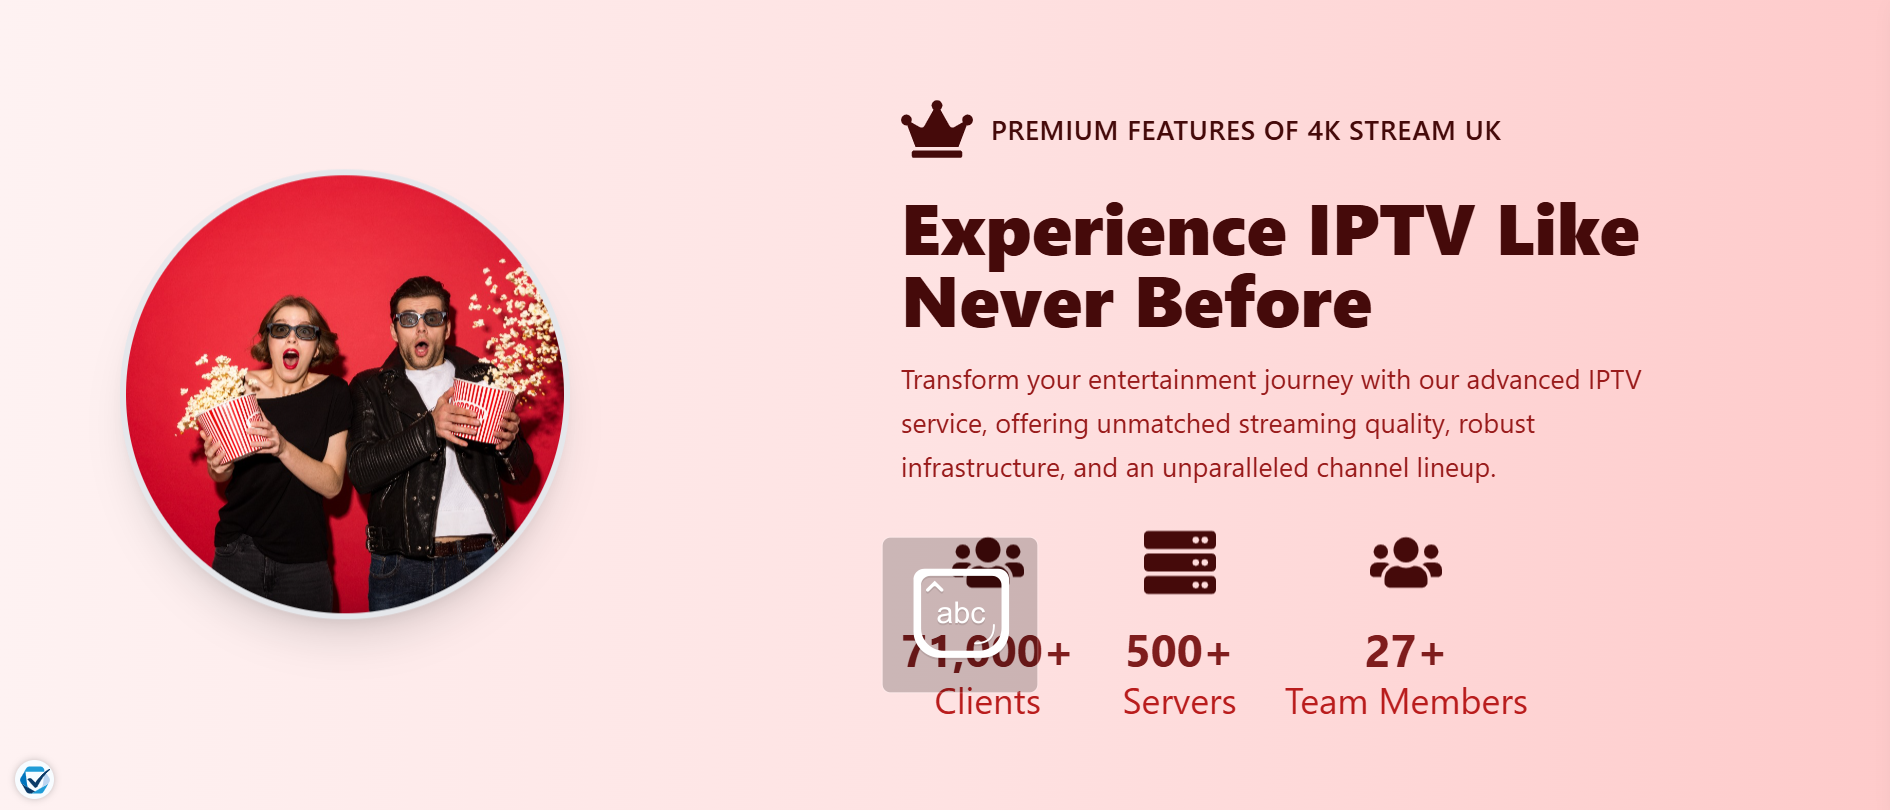 PREMIUM FEATURES OF 4K STREAM UK
Experience IPTV Like
Never Before
Transform your entertainment journey with our advanced IPTV
service, offering unmatched streaming quality, robust
infrastructure, and an unparalleled channel lineup.
abc
71,000+ 500+ 27+
Clients Servers Team Members